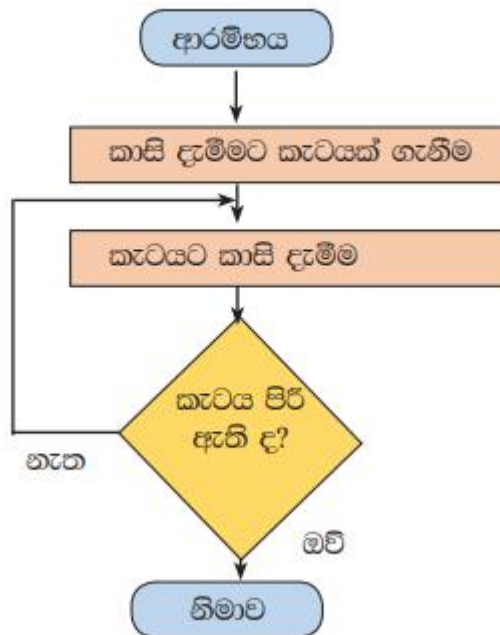 ආරම්භය
කාසි දැමීමට කැටයක් ගැනීම
කැටයට කාසි දැමීම
කැටය පිරී
ඇති ද?
නැත
ඔව්
නිමාව